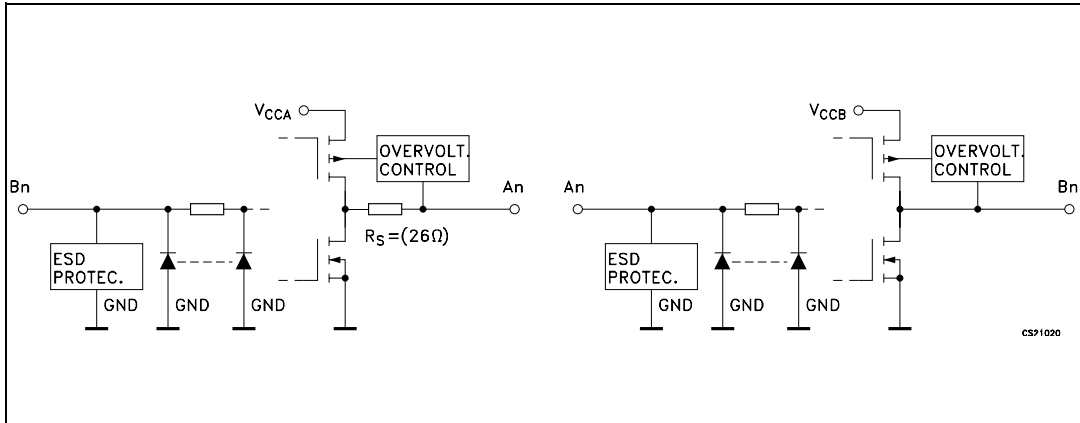 VCCA
OVERVOLT.
CONTROL
Bn
An
RS=(26Ω)
ESD
PROTEC.
GND
GND
GND
VCCB
OVERVOLT.
CONTROL
An
Bn
ESD
PROTEC.
GND
GND
GND
CS21020